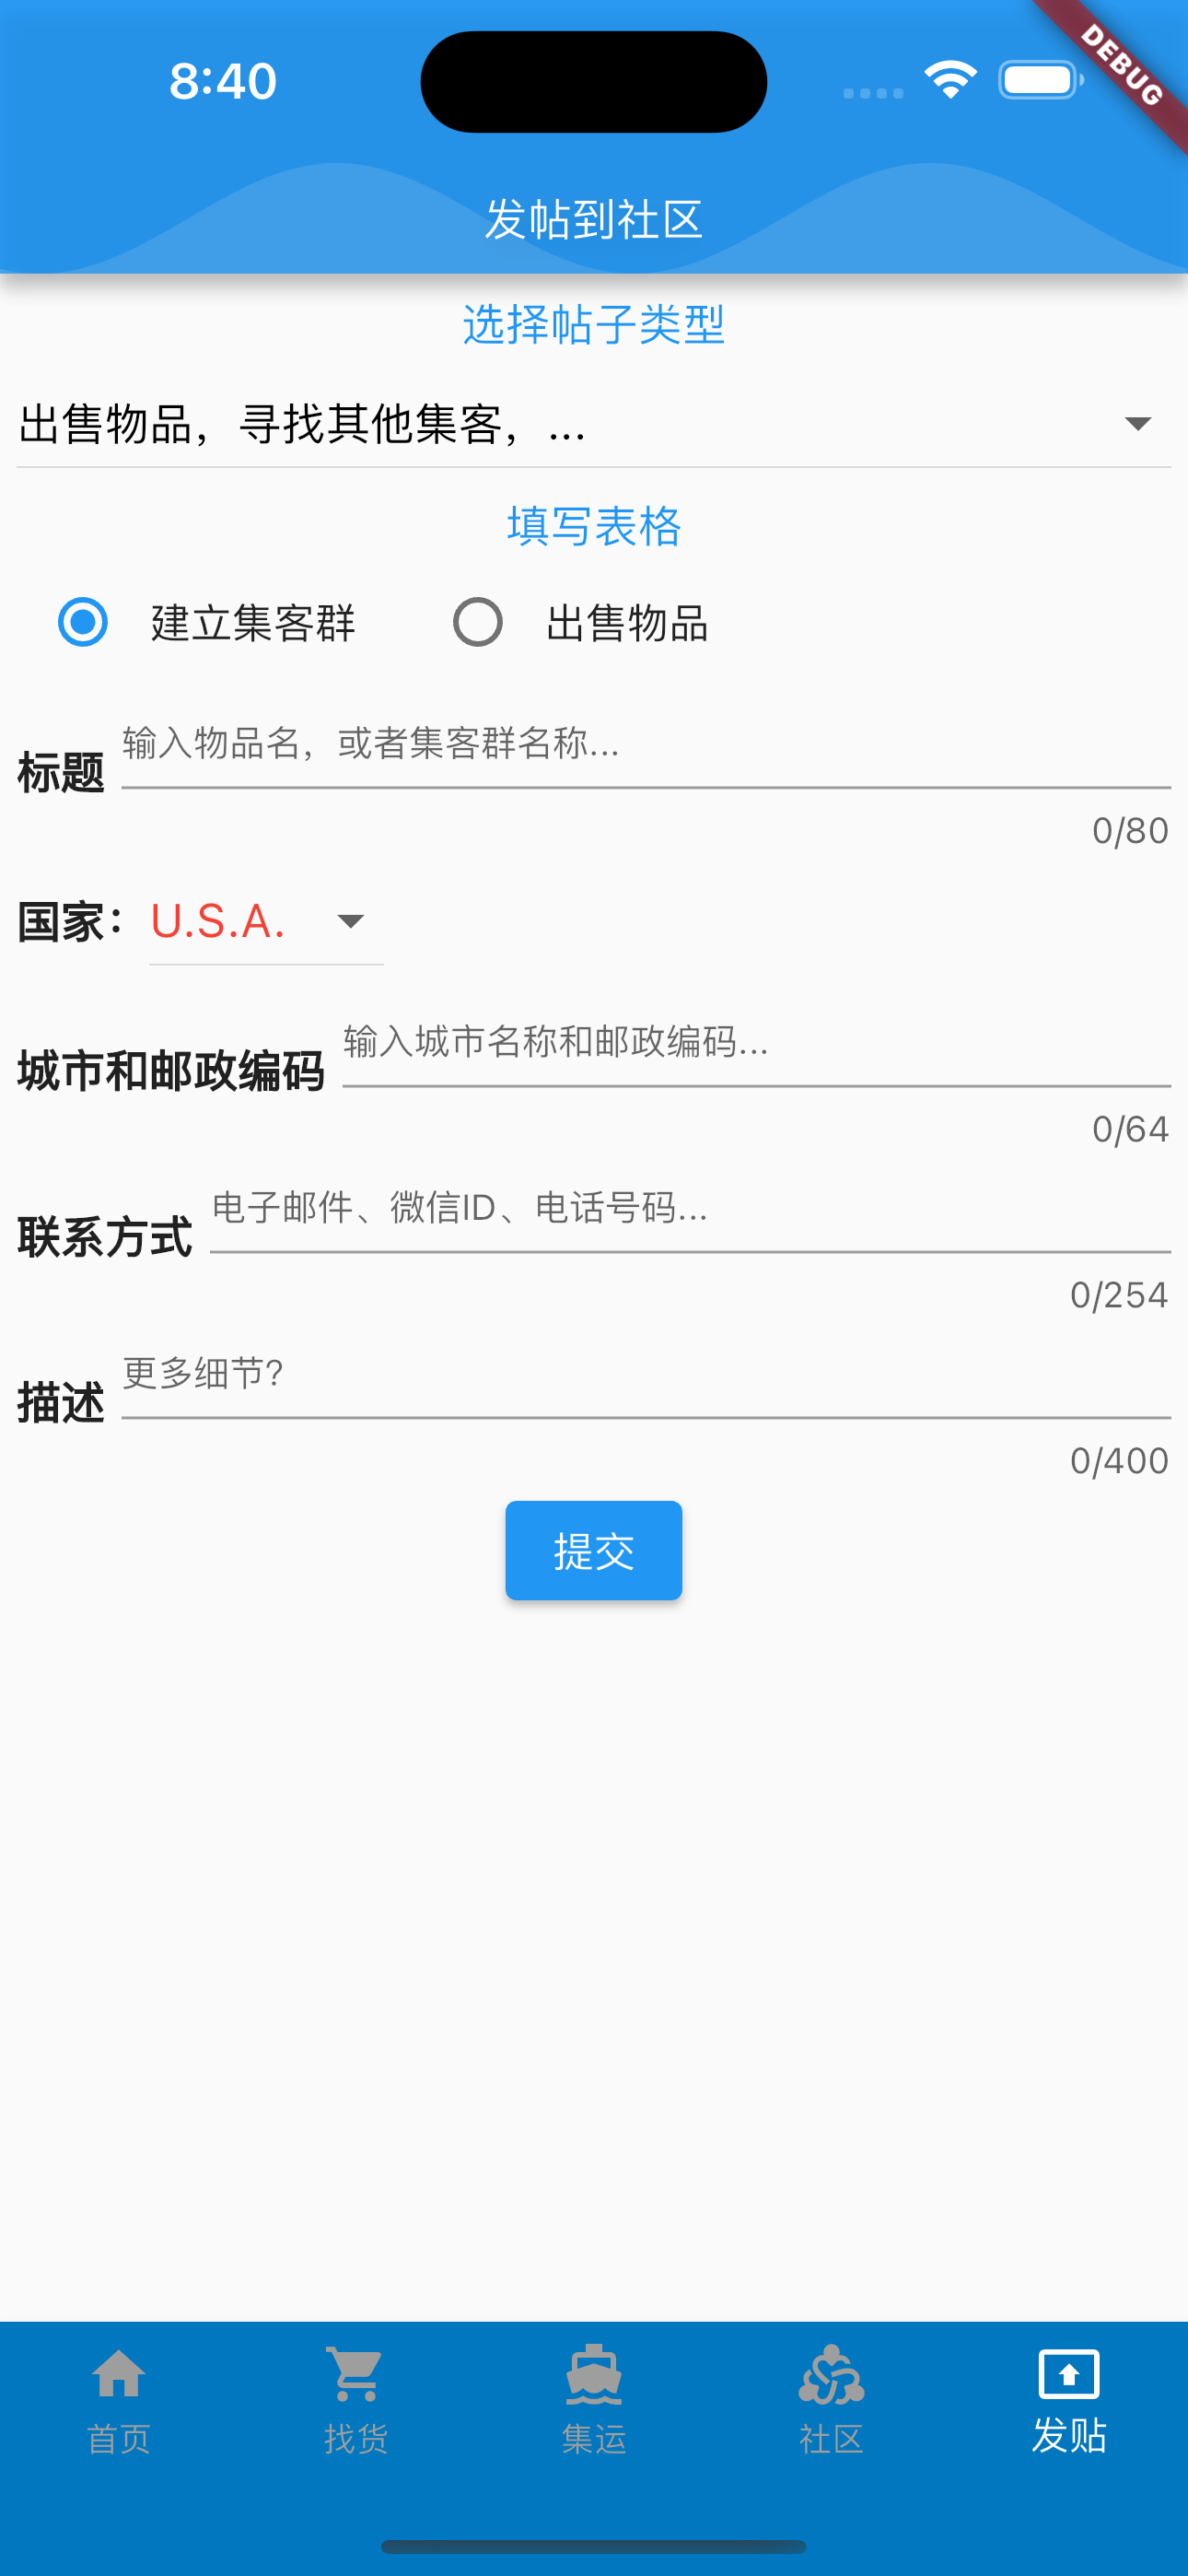 8:40
DEBUG
发帖到社区
选择帖子类型
出售物品，寻找其他集客，...
填写表格
建立集客群 出售物品
标题 输入物品名，或者集客群名称...
0/80
国家： U.S.A.
城市和邮政编码 输入城市名称和邮政编码...
0/64
联系方式 电子邮件、微信ID、电话号码...
0/254
描述 更多细节?
0/400
提交
首页 找货 集运 社区 发贴